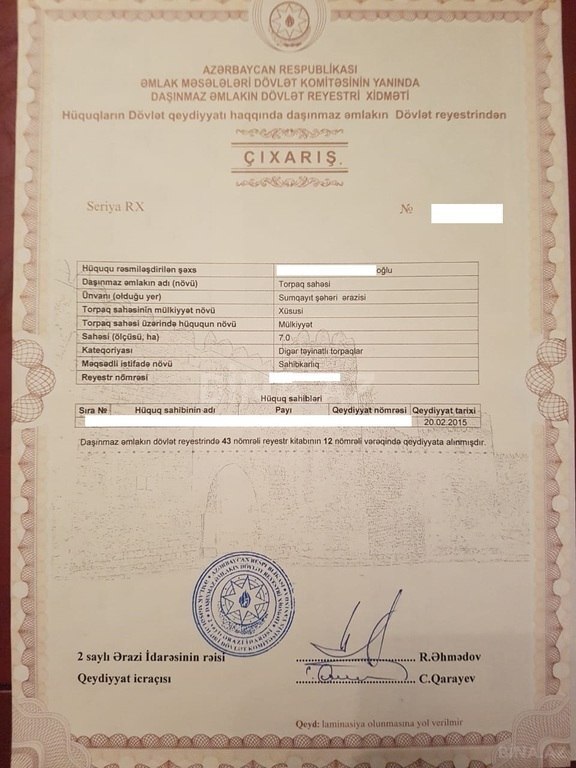 AZƏRBAYCAN RESPUBLİKASI
ƏMLAK MƏSƏLƏLƏRİ DÖVLƏT KOMİTƏSİNİN YANINDA
DAŞINMAZ ƏMLAKIN DÖVLƏT REYESTRİ XİDMƏTİ
Hüquqların Dövlət qeydiyyatı haqqında daşınmaz əmlakın Dövlət reyestrindən
ÇIXARIŞ.
Seriya RX №
Hüququ rəsmiləşdirilən şəxs oğlu
Daşınmaz əmlakın adı (növü) Torpaq sahəsi
Ünvanı (olduğu yer) Sumqayıt şəhəri ərazisi
Torpaq sahəsinin mülkiyyət növü Xüsusi
Torpaq sahəsi üzərində hüququn növü Mülkiyyət
Sahəsi (ölçüsü, ha) 7.0
Kateqoriyası Digər təyinatlı torpaqlar
Məqsədli istifadə növü Sahibkarlıq
Reyestr nömrəsi
Hüquq sahibləri
Sıra № Hüquq sahibinin adı Payı Qeydiyyat nömrəsi Qeydiyyat tarixi
20.02.2015
Daşınmaz əmlakın dövlət reyestrində 43 nömrəli reyestr kitabının 12 nömrəli vərəqində qeydiyyata alınmışdır.
2 saylı Ərazi İdarəsinin rəisi R.Əhmədov
Qeydiyyat icraçısı C.Qarayev
Qeyd: laminasiya olunmasına yol verilmir
BINA.AZ